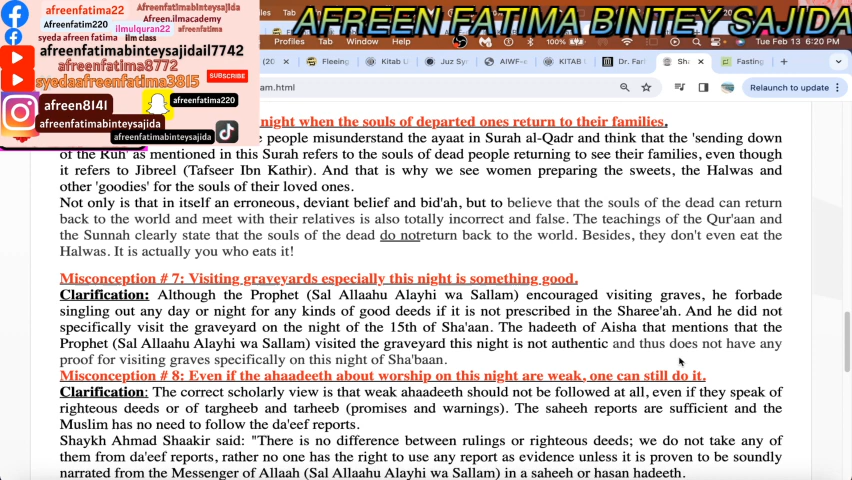 AFREEN FATIMA BINTEY SAJIDA
afreenfatima22
Afreenfatimabinteysajida
Afreen.ilmacademy
afreenfatima220
ilmulquran22
syeda afreen fatima
ilm class
afreenfatimabinteysajidail7742
afreenfatima8772
syedaafreenfatima3815
SUBSCRIBE
afreen8141
afreenfatima220
afreenfatimabinteysajida
afreenfatimabinteysajida
Profiles Tab Window Help
100%
Tue Feb 13 6:20 PM
(20
Fleeing
Kitab L
Juz Sy
AIWF-e
KITAB L
Dr. Far
Sha
Fasting
am.html
Relaunch to update
night when the souls of departed ones return to their families.
e people misunderstand the ayaat in Surah al-Qadr and think that the 'sending down
of the Ruh' as mentioned in this Surah refers to the souls of dead people returning to see their families, even though
it refers to Jibreel (Tafseer Ibn Kathir). And that is why we see women preparing the sweets, the Halwas and
other 'goodies' for the souls of their loved ones.
Not only is that in itself an erroneous, deviant belief and bid'ah, but to believe that the souls of the dead can return
back to the world and meet with their relatives is also totally incorrect and false. The teachings of the Qur'aan and
the Sunnah clearly state that the souls of the dead do notreturn back to the world. Besides, they don't even eat the
Halwas. It is actually you who eats it!
Misconception # 7: Visiting graveyards especially this night is something good.
Clarification: Although the Prophet (Sal Allaahu Alayhi wa Sallam) encouraged visiting graves, he forbade
singling out any day or night for any kinds of good deeds if it is not prescribed in the Sharee'ah. And he did not
specifically visit the graveyard on the night of the 15th of Sha'aan. The hadeeth of Aisha that mentions that the
Prophet (Sal Allaahu Alayhi wa Sallam) visited the graveyard this night is not authentic and thus does not have any
proof for visiting graves specifically on this night of Sha'baan.
Misconception # 8: Even if the ahaadeeth about worship on this night are weak, one can still do it.
Clarification: The correct scholarly view is that weak ahaadeeth should not be followed at all, even if they speak of
righteous deeds or of targheeb and tarheeb (promises and warnings). The saheeh reports are sufficient and the
Muslim has no need to follow the da'eef reports.
Shaykh Ahmad Shaakir said: "There is no difference between rulings or righteous deeds; we do not take any of
them from da'eef reports, rather no one has the right to use any report as evidence unless it is proven to be soundly
narrated from the Messenger of Allaah (Sal Allaahu Alayhi wa Sallam) in a saheeh or hasan hadeeth.